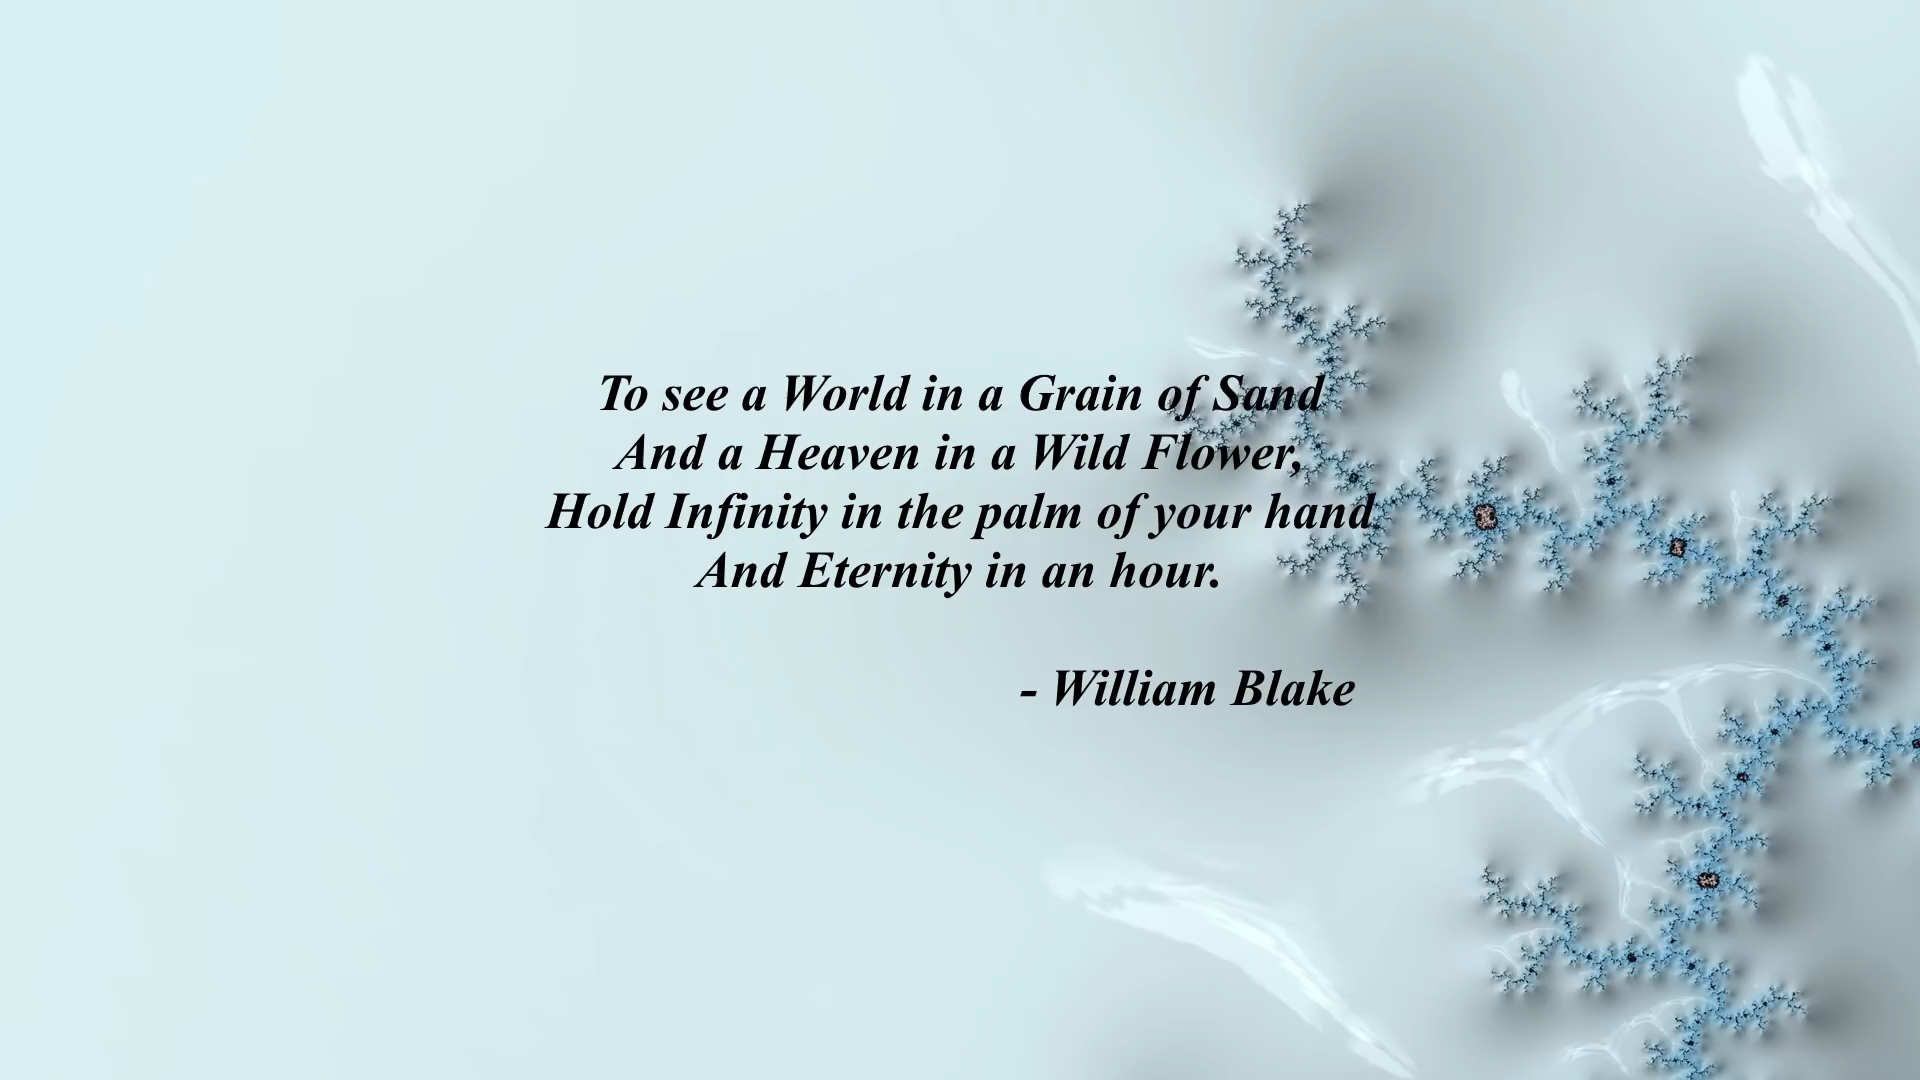 To see a World in a Grain of Sand
And a Heaven in a Wild Flower,
Hold Infinity in the palm of your hand
And Eternity in an hour.
- William Blake